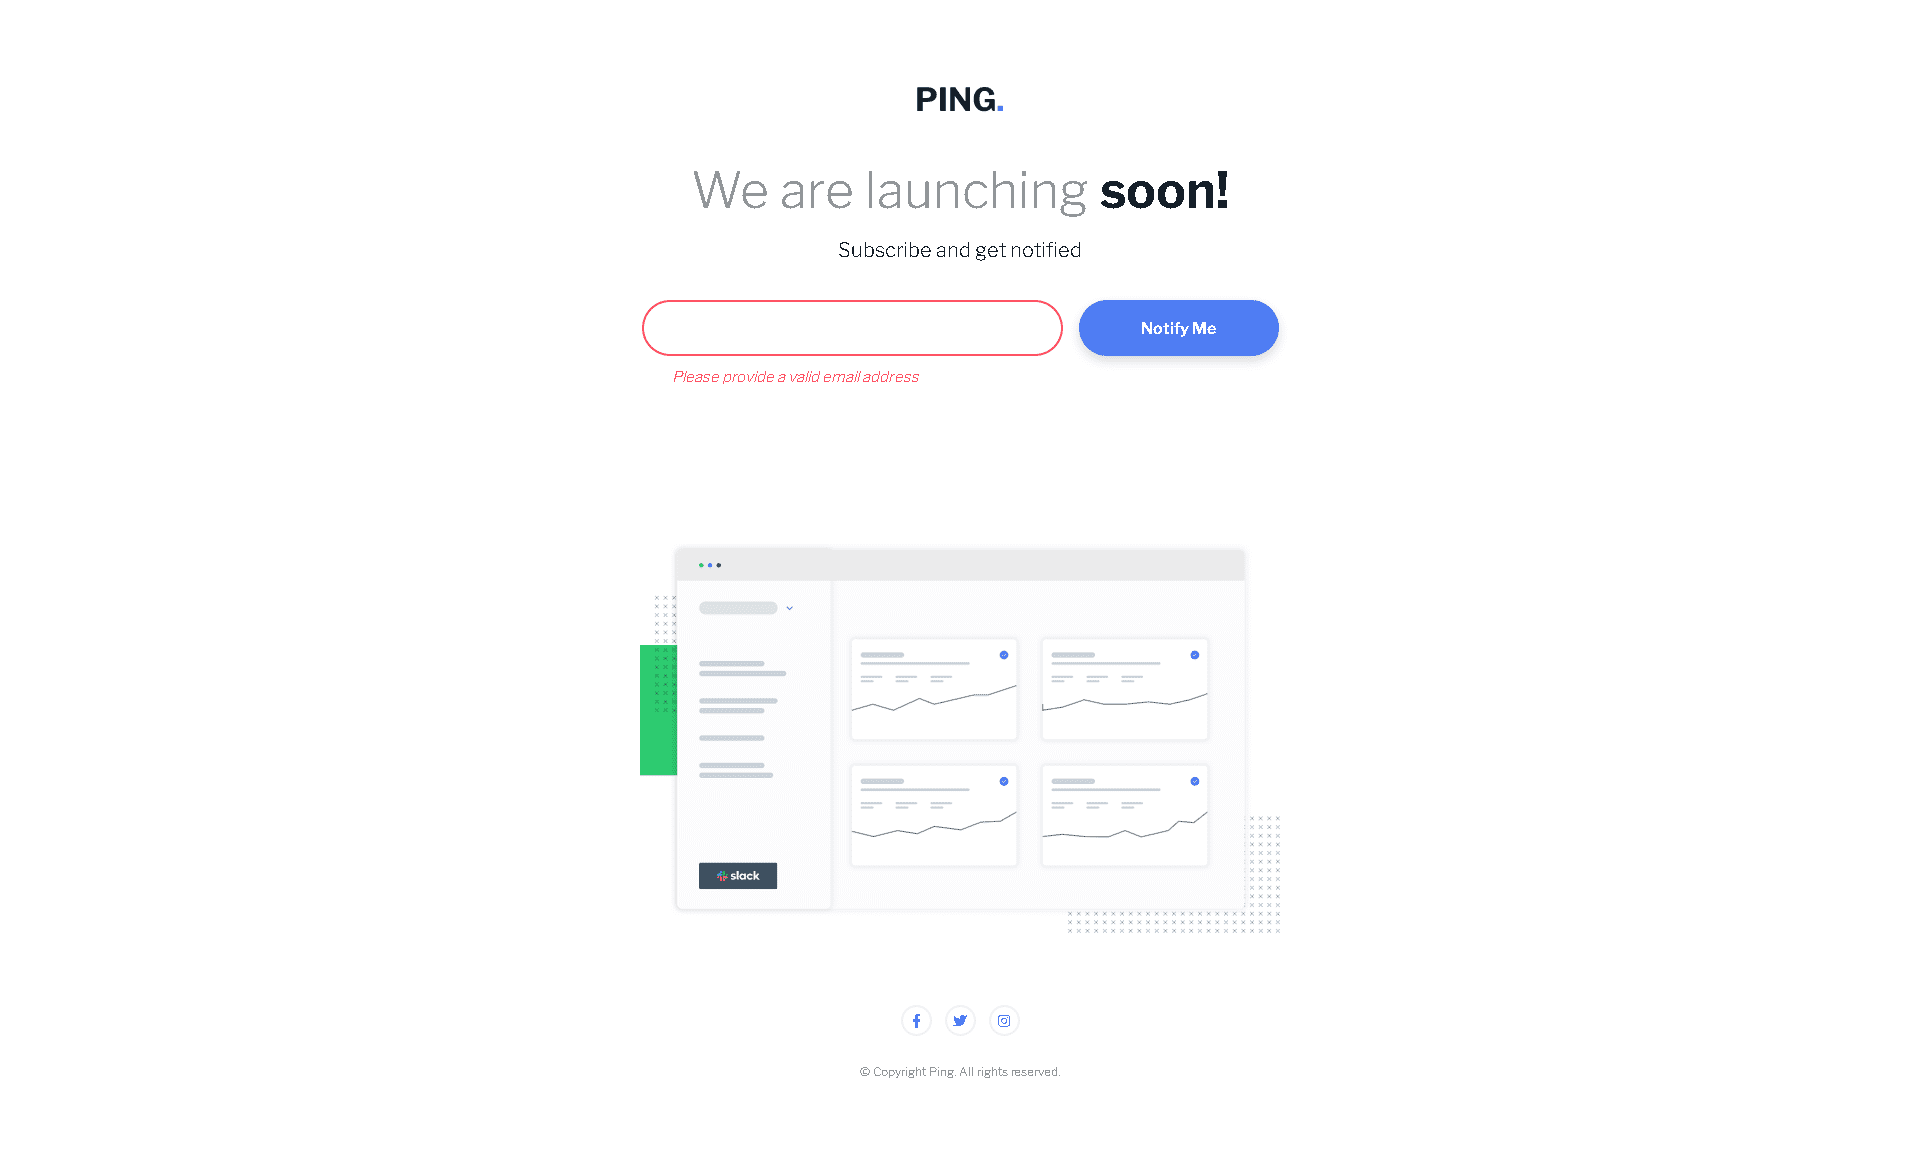 PING.
We are launching soon!
Subscribe and get notified
Notify Me
Please provide a valid email address
slack
© Copyright Ping. All rights reserved.